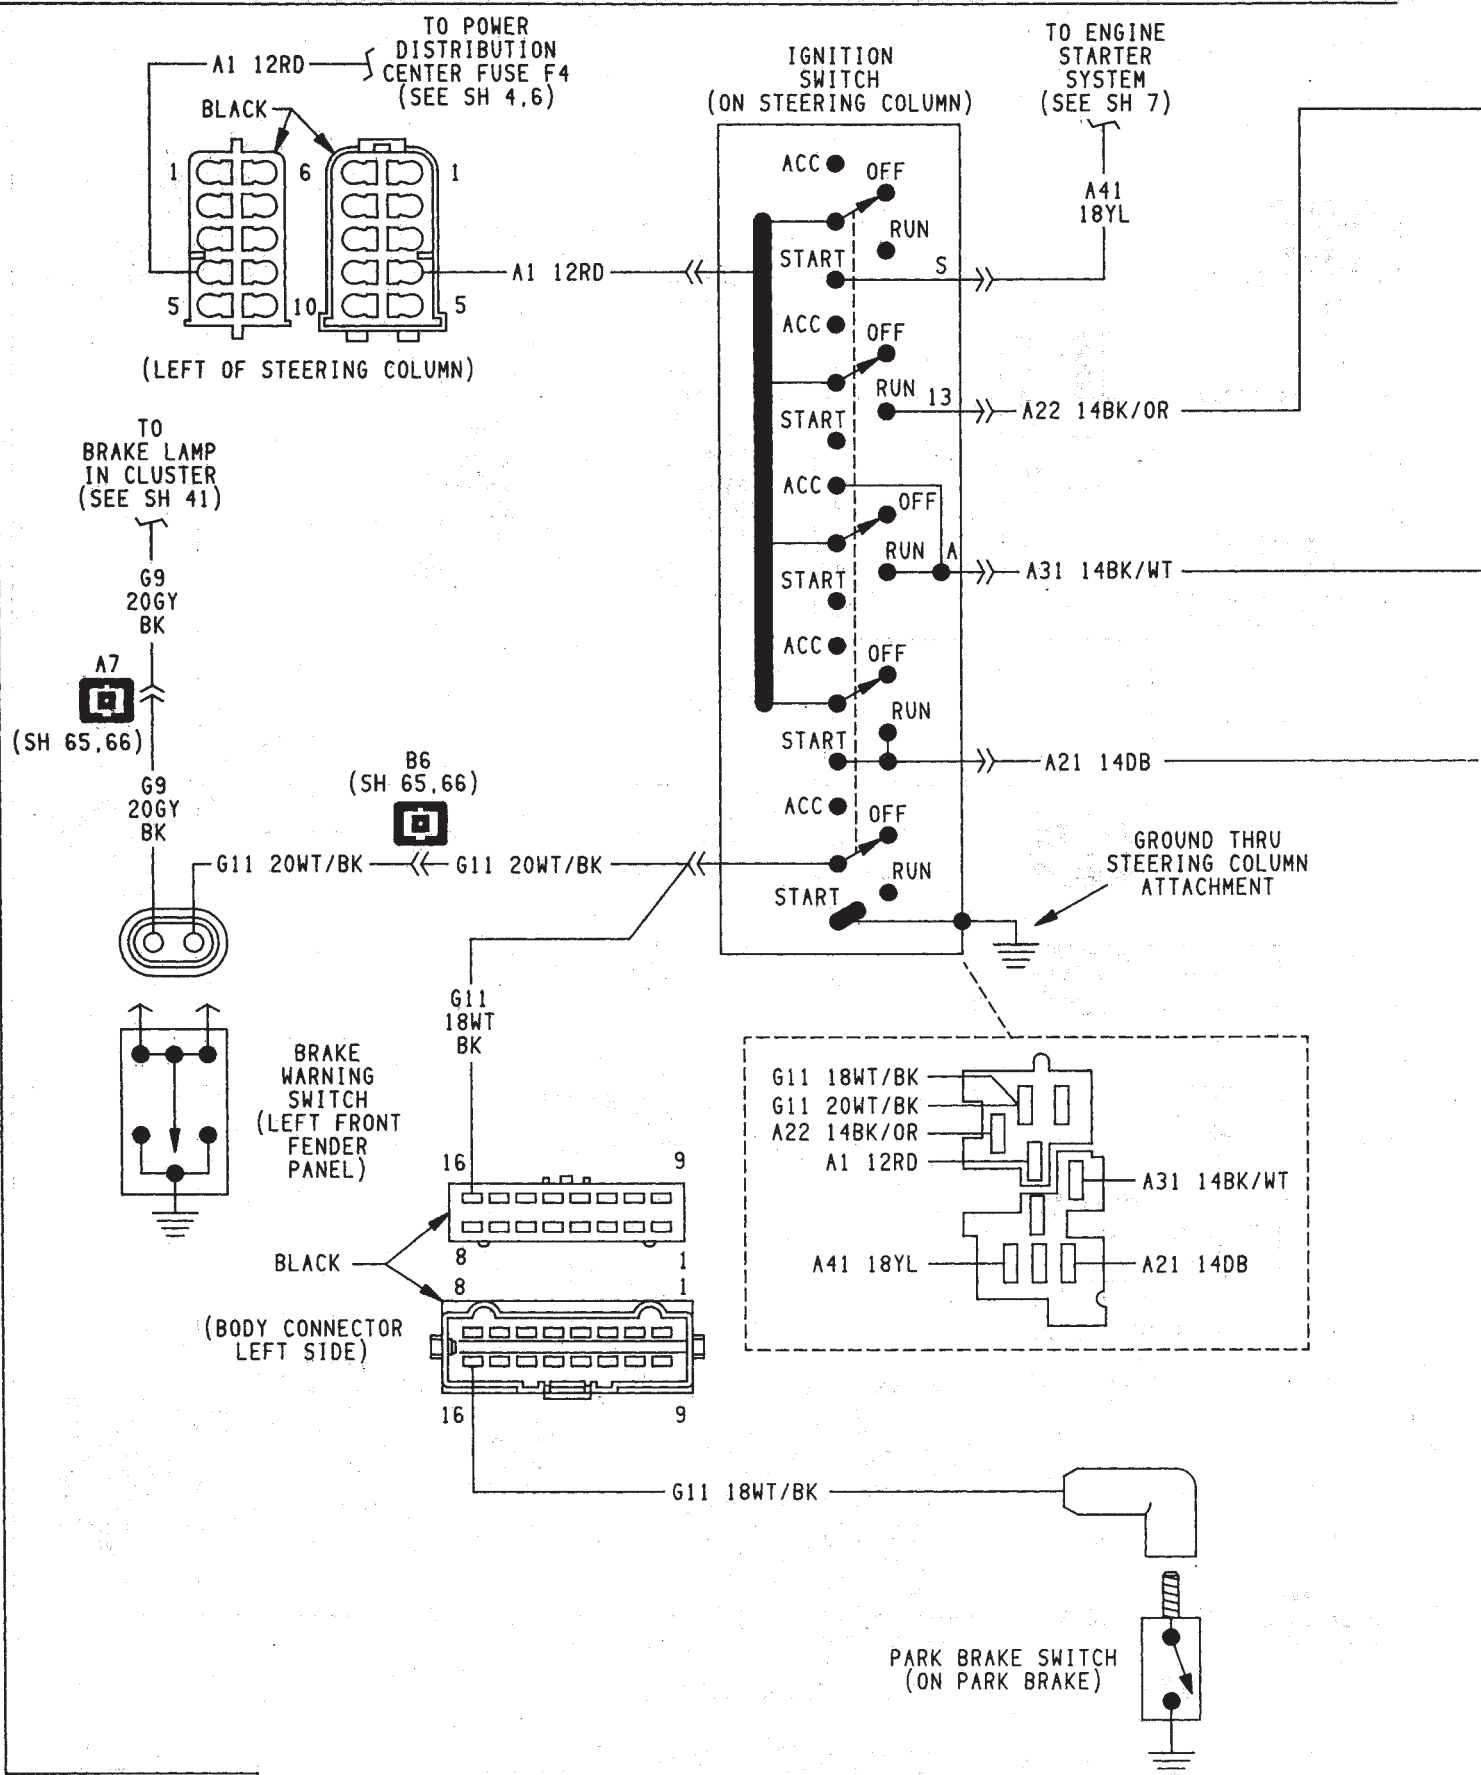 TO POWER
DISTRIBUTION
CENTER FUSE F4
(SEE SH 4,6)
A1 12RD
BLACK
1
6
1
5
10
5
(LEFT OF STEERING COLUMN)
A1 12RD
IGNITION
SWITCH
(ON STEERING COLUMN)
TO ENGINE
STARTER
SYSTEM
(SEE SH 7)
A41
18YL
ACC
OFF
RUN
START
S
ACC
OFF
RUN
13
START
A22 14BK/OR
ACC
OFF
RUN
A
START
A31 14BK/WT
ACC
OFF
RUN
START
A21 14DB
ACC
OFF
RUN
START
GROUND THRU
STEERING COLUMN
ATTACHMENT
TO
BRAKE LAMP
IN CLUSTER
(SEE SH 41)
G9
20GY
BK
A7
(SH 65,66)
G9
20GY
BK
B6
(SH 65,66)
G11 20WT/BK
G11 20WT/BK
G11
18WT
BK
BRAKE
WARNING
SWITCH
(LEFT FRONT
FENDER
PANEL)
16
9
8
1
BLACK
8
1
(BODY CONNECTOR
LEFT SIDE)
16
9
G11 18WT/BK
G11 20WT/BK
A22 14BK/OR
A1 12RD
A31 14BK/WT
A41 18YL
A21 14DB
G11 18WT/BK
PARK BRAKE SWITCH
(ON PARK BRAKE)